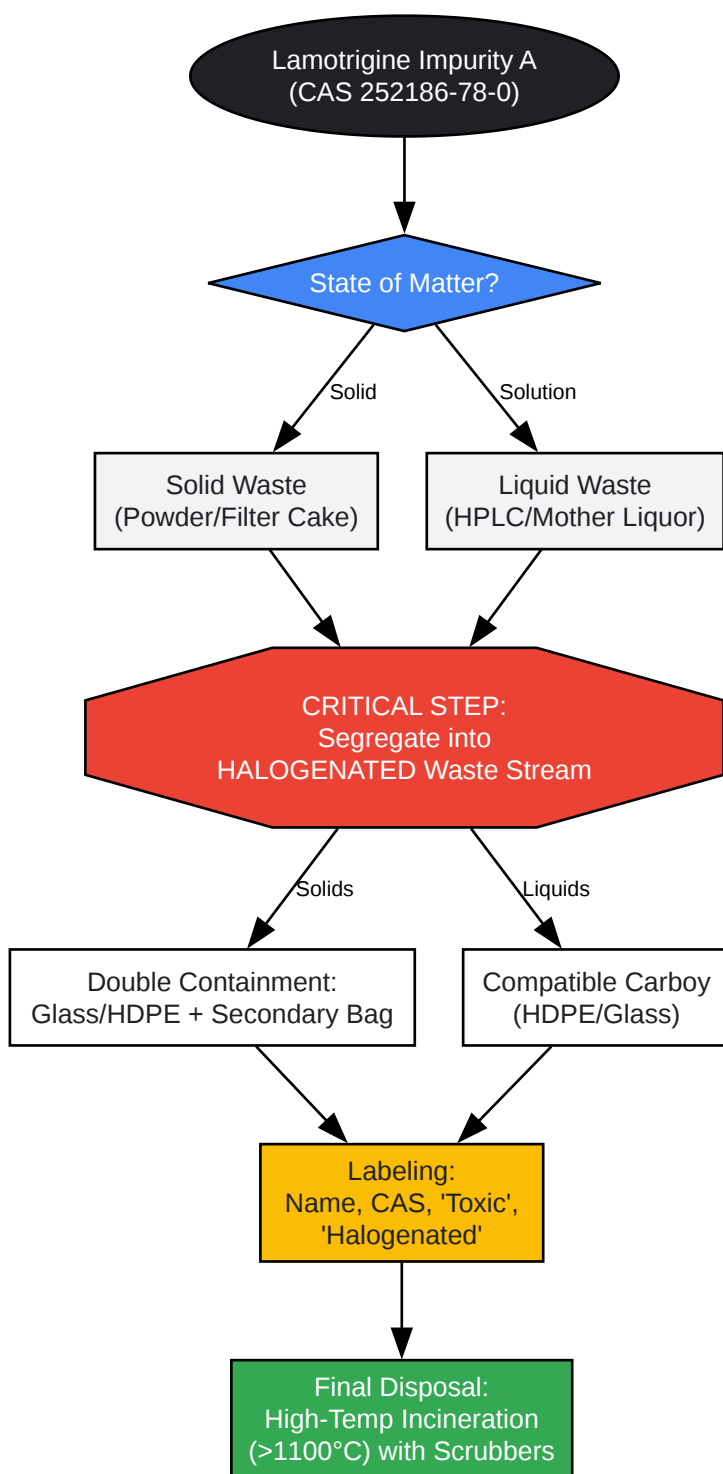 Lamotrigine Impurity A
(CAS 252186-78-0)
State of Matter?
Solid
Solution
Solid Waste
(Powder/Filter Cake)
Liquid Waste
(HPLC/Mother Liquor)
CRITICAL STEP:
Segregate into
HALOGENATED Waste Stream
Solids
Liquids
Double Containment:
Glass/HDPE + Secondary Bag
Compatible Carboy
(HDPE/Glass)
Labeling:
Name, CAS, 'Toxic',
'Halogenated'
Final Disposal:
High-Temp Incineration
(>1100°C) with Scrubbers